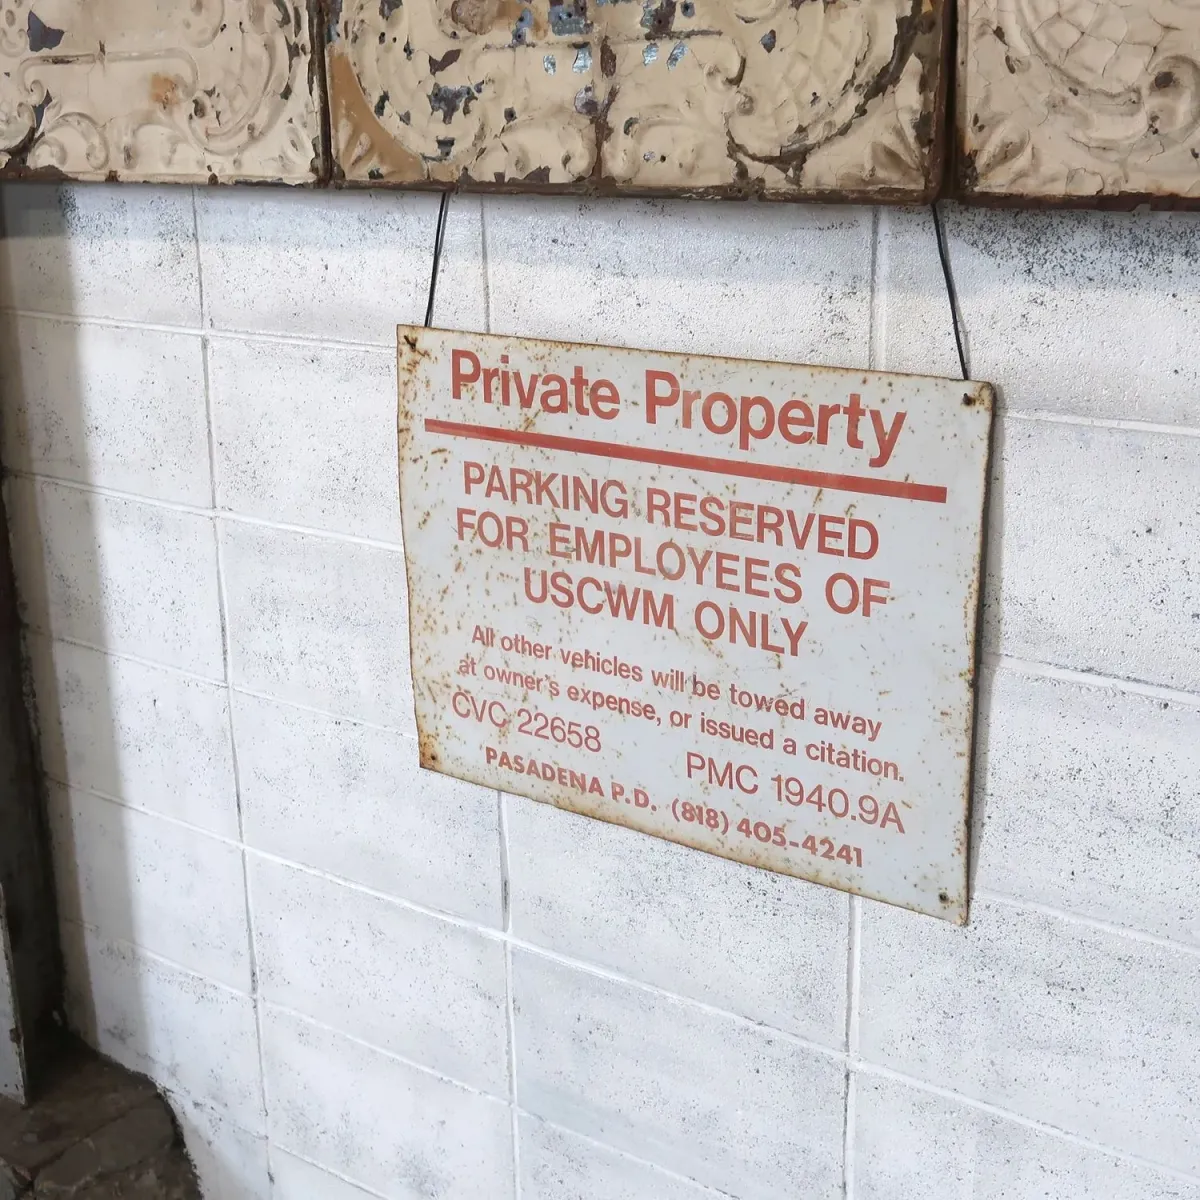 Private Property
PARKING RESERVED
FOR EMPLOYEES OF
USCWM ONLY
All other vehicles will be towed away
at owner's expense, or issued a citation.
CVC 22658 PMC 1940.9A
PASADENA P.D. (818) 405-4241